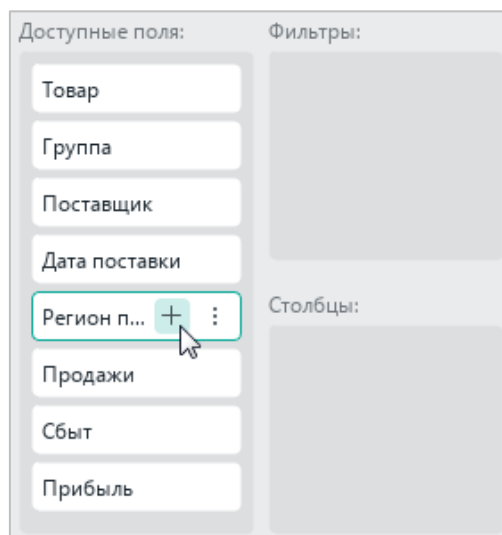 Доступные поля:
Фильтры:
Товар
Группа
Поставщик
Дата поставки
Регион п...
Столбцы:
Продажи
Сбыт
Прибыль